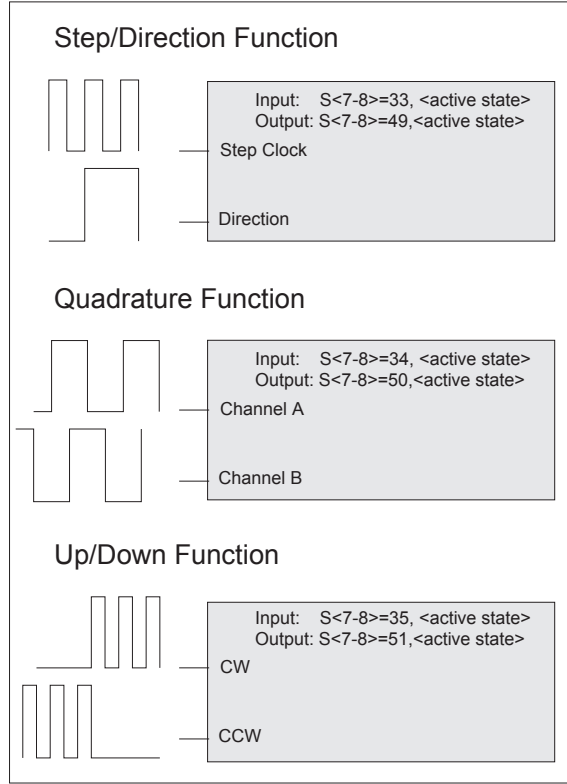 Step/Direction Function
Input: S<7-8>=33, <active state>
Output: S<7-8>=49,<active state>
Step Clock
Direction
Quadrature Function
Input: S<7-8>=34, <active state>
Output: S<7-8>=50,<active state>
Channel A
Channel B
Up/Down Function
Input: S<7-8>=35, <active state>
Output: S<7-8>=51,<active state>
CW
CCW